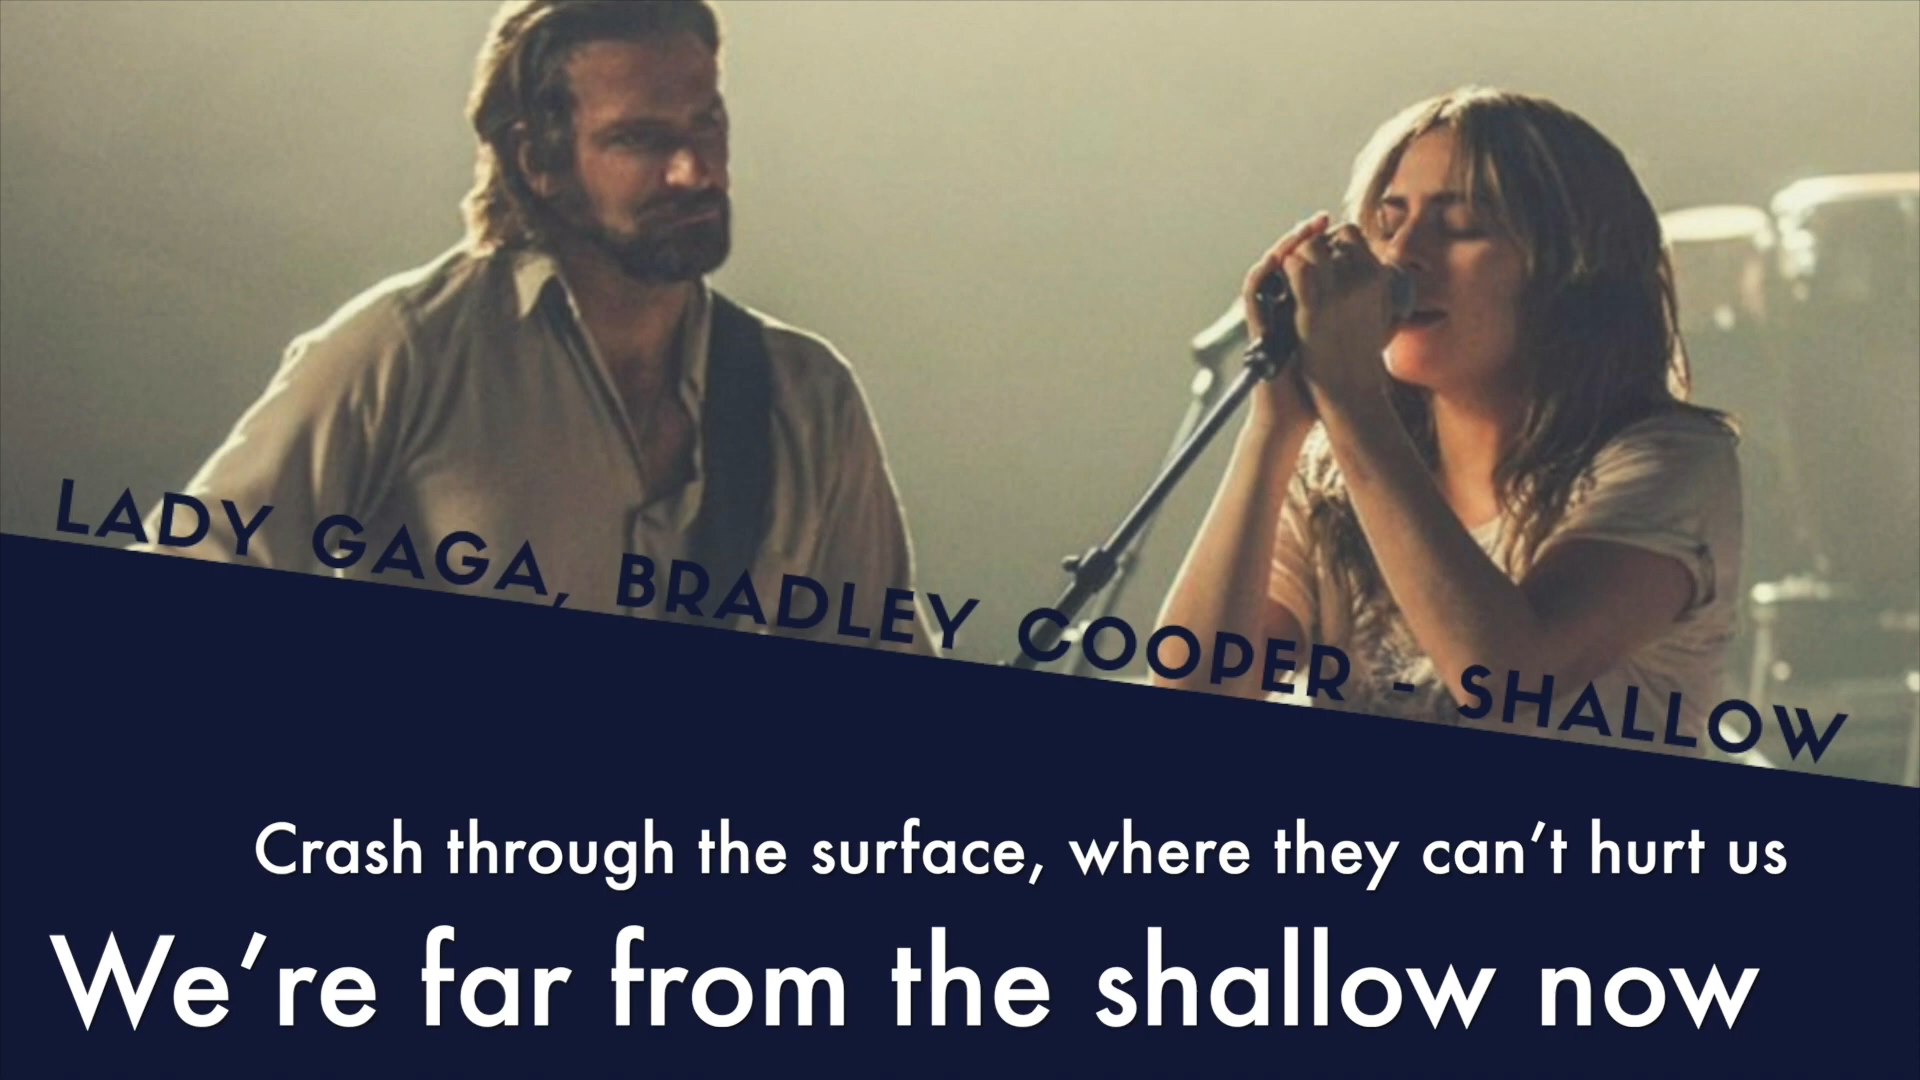 LADY GAGA, BRADLEY COOPER - SHALLOW
Crash through the surface, where they can’t hurt us
We’re far from the shallow now